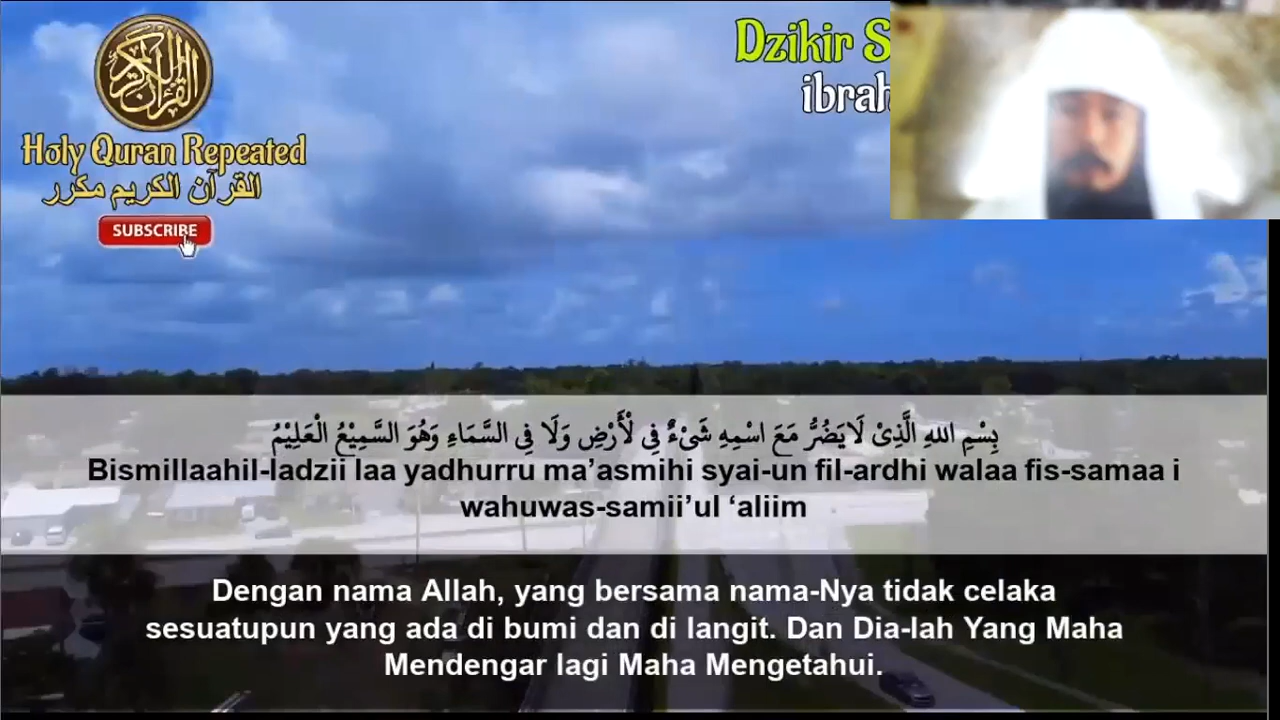 القرآن الكريم
Holy Quran Repeated
القرآن الكريم مكرر
SUBSCRIBE
Dzikir S
ibrah
بِسْمِ اللهِ الَّذِيْ لَا يَضُرُّ مَعَ اسْمِهِ شَيْءٌ فِي لْأَرْضِ وَلَا فِي السَّمَاءِ وَهُوَ السَّمِيْعُ الْعَلِيْمُ
Bismillaahil-ladzii laa yadhurru ma’asmihi syai-un fil-ardhi walaa fis-samaa i
wahuwas-samii’ul ‘aliim
Dengan nama Allah, yang bersama nama-Nya tidak celaka
sesuatupun yang ada di bumi dan di langit. Dan Dia-lah Yang Maha
Mendengar lagi Maha Mengetahui.